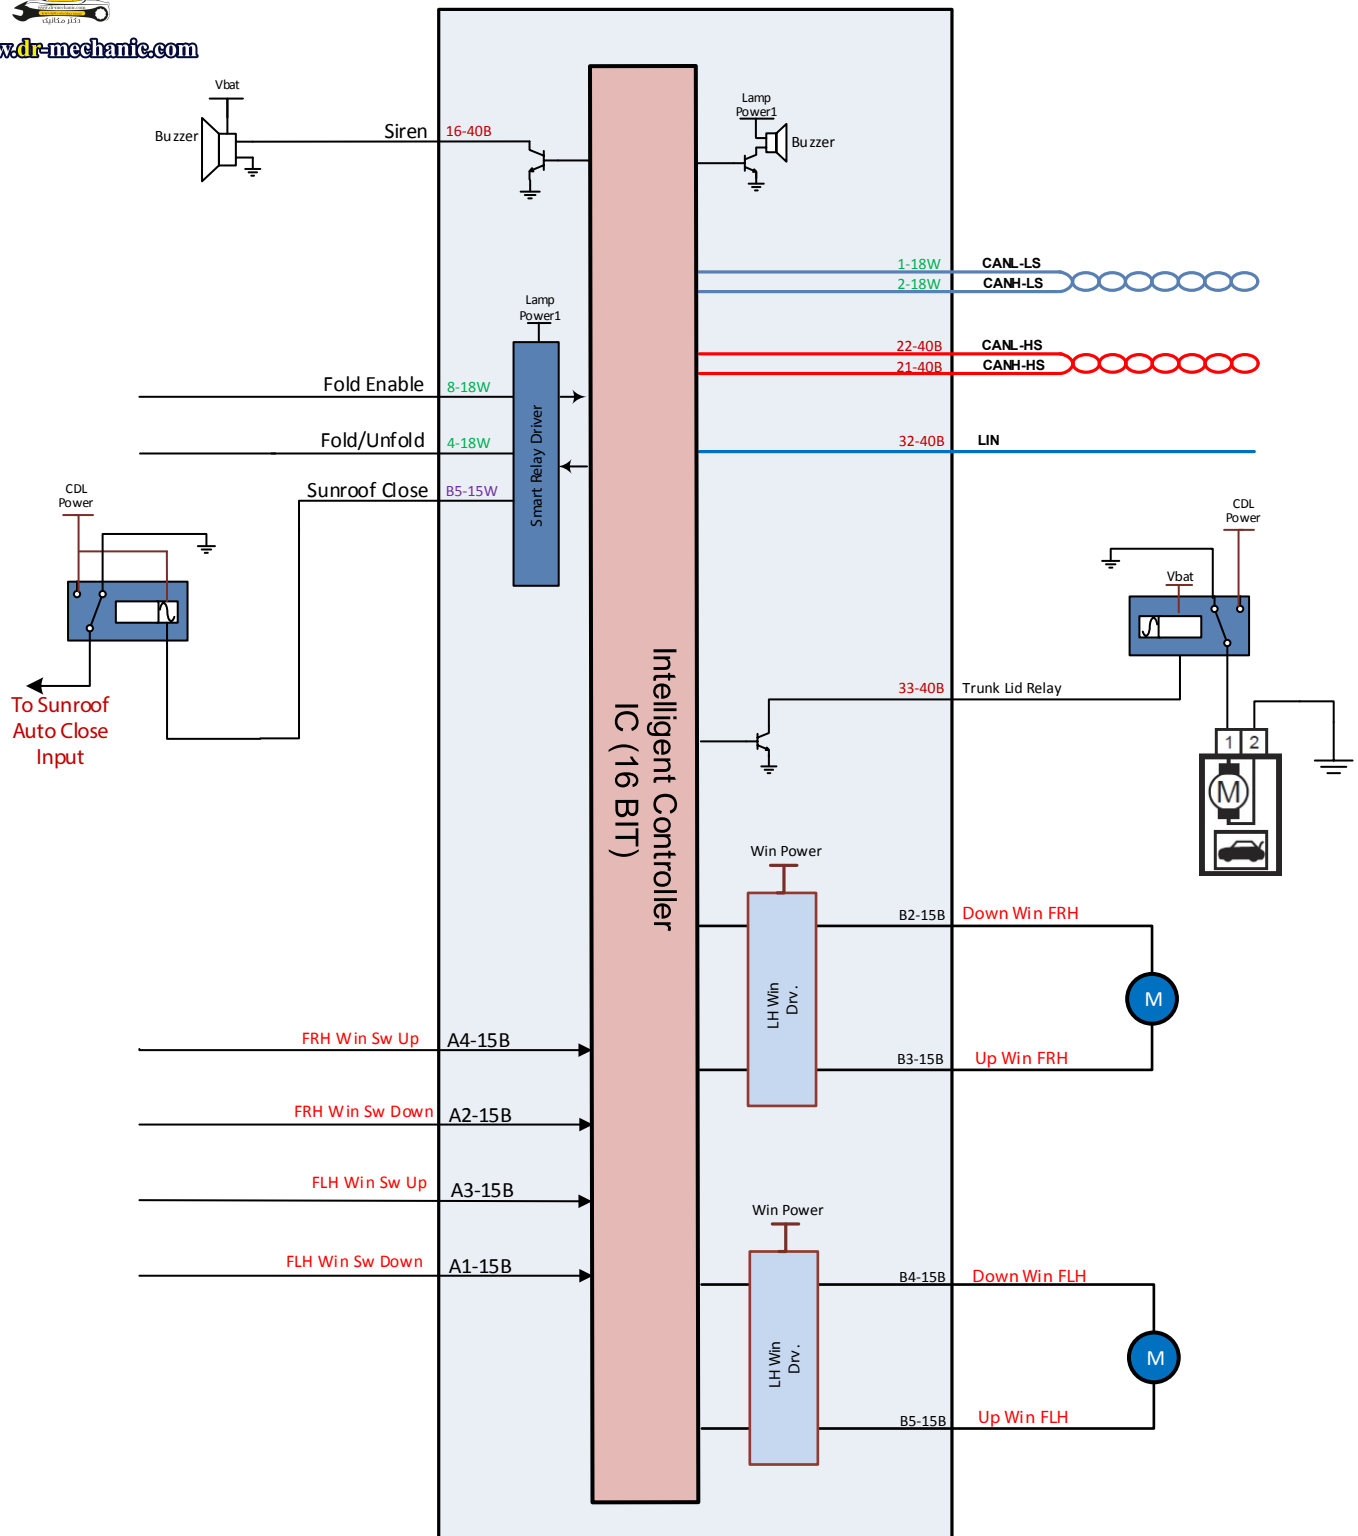 دکتر مکانیک
w.dr-mechanic.com
Vbat
Buzzer
Siren
16-40B
Lamp
Power1
Buzzer
1-18W
CANL-LS
2-18W
CANH-LS
22-40B
CANL-HS
21-40B
CANH-HS
32-40B
LIN
Lamp
Power1
Fold Enable
8-18W
Fold/Unfold
4-18W
Sunroof Close
B5-15W
Smart Relay Driver
CDL
Power
To Sunroof
Auto Close
Input
CDL
Power
Vbat
33-40B
Trunk Lid Relay
1
2
M
Intelligent Controller
IC (16 BIT)
Win Power
LH Win
Drv.
B2-15B
Down Win FRH
M
B3-15B
Up Win FRH
FRH Win Sw Up
A4-15B
FRH Win Sw Down
A2-15B
FLH Win Sw Up
A3-15B
FLH Win Sw Down
A1-15B
Win Power
LH Win
Drv.
B4-15B
Down Win FLH
M
B5-15B
Up Win FLH